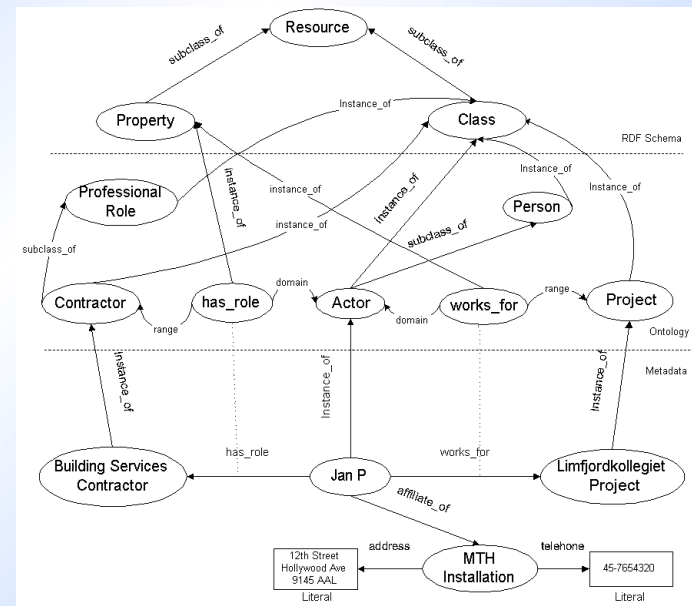 Resource
subclass_of
subclass_of
Instance_of
Property
Class
RDF Schema
Professional
Role
instance_of
instance_of
Instance_of
Instance_of
Instance_of
Person
instance_of
subclass_of
subclass_of
Contractor
range
has_role
domain
Actor
domain
works_for
range
Project
Ontology
Metadata
Instance_of
Instance_of
Instance_of
has_role
works_for
Building Services
Contractor
Jan P
Limfjordkollegiet
Project
affiliate_of
12th Street
Hollywood Ave
9145 AAL
Literal
address
MTH
Installation
telehone
45-7654320
Literal